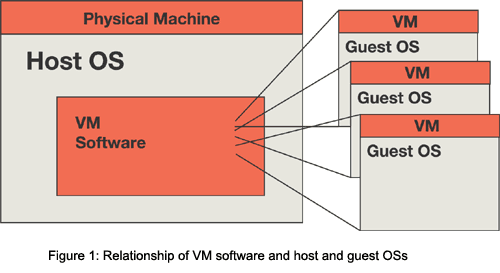 Physical Machine
Host OS
VM
Software
VM
Guest OS
VM
Guest OS
VM
Guest OS
Figure 1: Relationship of VM software and host and guest OSs